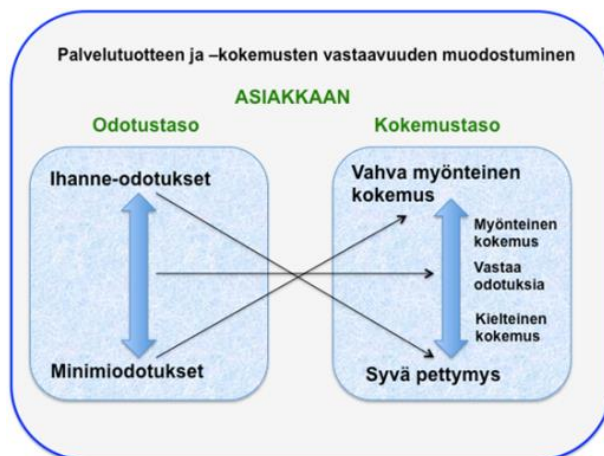 Palvelutuotteen ja –kokemusten vastaavuuden muodostuminen
ASIAKKAAN
Odotustaso
Kokemustaso
Ihanne-odotukset
Minimiodotukset
Vahva myönteinen
kokemus
Myönteinen
kokemus
Vastaa
odotuksia
Kielteinen
kokemus
Syvä pettymys